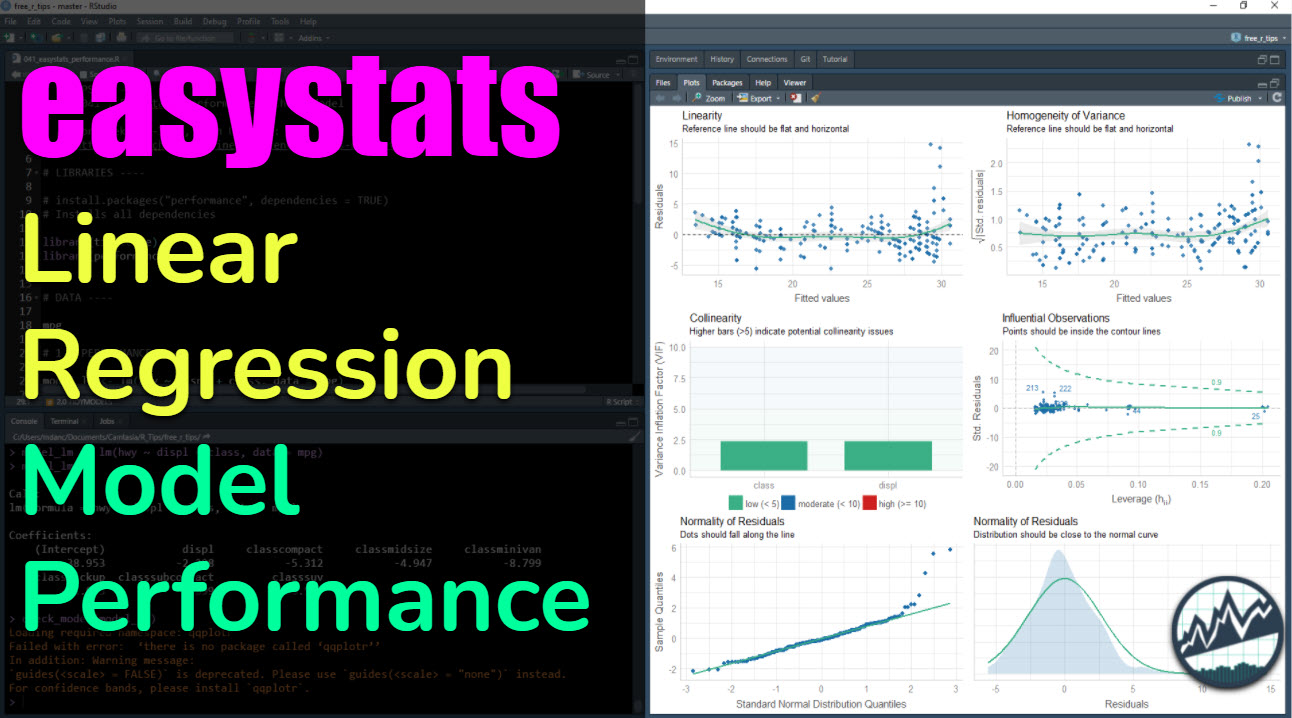 free_r_tips - master - RStudio
File Edit Code View Plots Session Build Debug Profile Tools Help
Go to file/function Addins
free_r_tips
041_easystats_performance.R
Source
easystats
6
7 # LIBRARIES ----
8
9 # install.packages("performance", dependencies = TRUE)
# Installs all dependencies
Linear
16 # DATA ----
17
18 mpg
Regression
R Script
Console Terminal Jobs
C:/Users/mdanc/Documents/Camtasia/R_Tips/free_r_tips/
Model
Coefficients:
(Intercept) displ classcompact classmidsize classminivan
-5.312 -4.947 -8.799
Performance
Loading required namespace: qqplotr
Failed with error: ‘there is no package called ‘qqplotr’’
In addition: Warning message:
`guides(<scale> = FALSE)` is deprecated. Please use `guides(<scale> = "none")` instead.
For confidence bands, please install `qqplotr`.
>
Environment History Connections Git Tutorial
Files Plots Packages Help Viewer
Zoom Export Publish
Linearity
Reference line should be flat and horizontal
Residuals
15
10
5
0
-5
15 20 25 30
Fitted values
Homogeneity of Variance
Reference line should be flat and horizontal
√|Std. residuals|
2.0
1.5
1.0
0.5
15 20 25 30
Fitted values
Collinearity
Higher bars (>5) indicate potential collinearity issues
Variance Inflation Factor (VIF)
10.0
7.5
5.0
2.5
0.0
class displ
low (< 5) moderate (< 10) high (>= 10)
Influential Observations
Points should be inside the contour lines
Std. Residuals
20
10
0
-10
-20
213 222
0.9
44
25
0.9
0.00 0.05 0.10 0.15 0.20
Leverage (hii)
Normality of Residuals
Dots should fall along the line
Sample Quantiles
6
4
2
0
-2
-3 -2 -1 0 1 2 3
Standard Normal Distribution Quantiles
Normality of Residuals
Distribution should be close to the normal curve
-5 0 5 15
Residuals